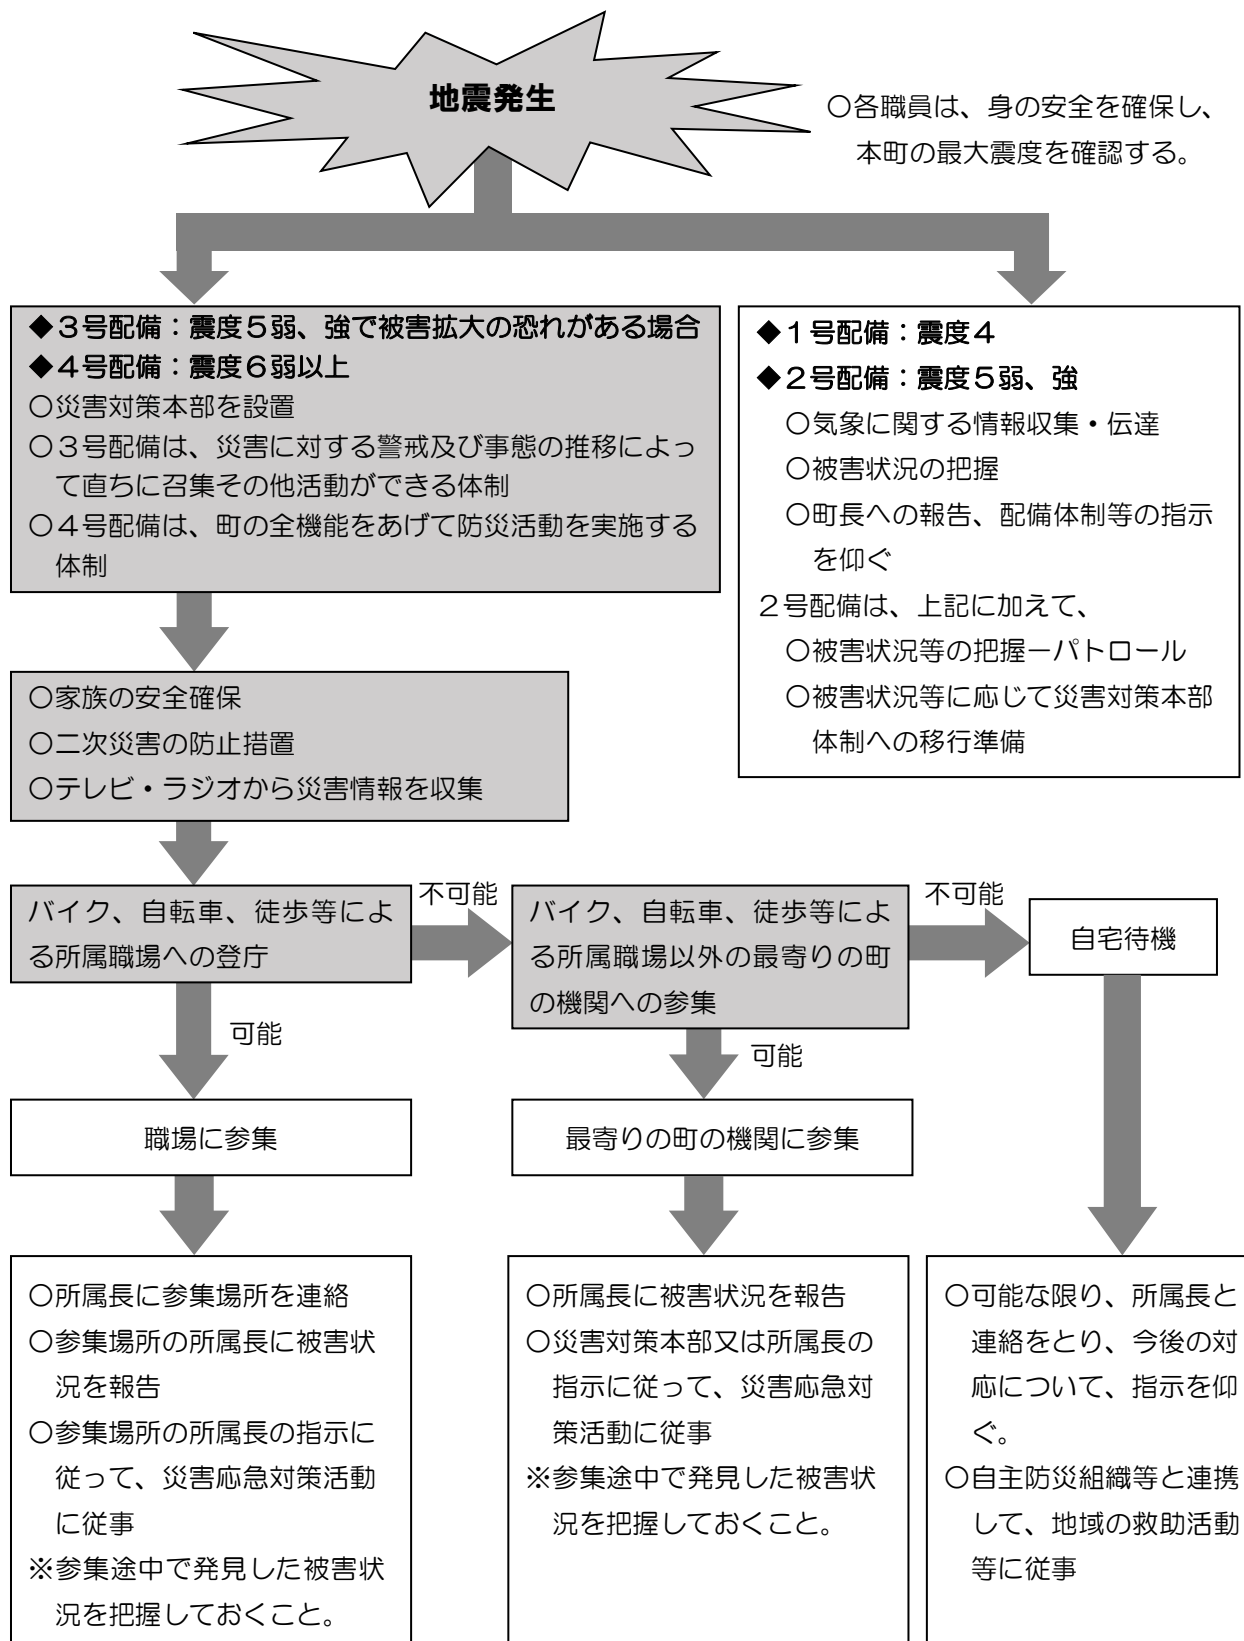 地震発生
〇各職員は、身の安全を確保し、
本町の最大震度を確認する。
◆３号配備：震度５弱、強で被害拡大の恐れがある場合
◆４号配備：震度６弱以上
〇災害対策本部を設置
〇３号配備は、災害に対する警戒及び事態の推移によっ
て直ちに召集その他活動ができる体制
〇４号配備は、町の全機能をあげて防災活動を実施する
体制
◆１号配備：震度４
◆２号配備：震度５弱、強
〇気象に関する情報収集・伝達
〇被害状況の把握
〇町長への報告、配備体制等の指示
を仰ぐ
２号配備は、上記に加えて、
〇被害状況等の把握－パトロール
〇被害状況等に応じて災害対策本部
体制への移行準備
〇家族の安全確保
〇二次災害の防止措置
〇テレビ・ラジオから災害情報を収集
バイク、自転車、徒歩等によ
る所属職場への登庁
不可能
バイク、自転車、徒歩等によ
る所属職場以外の最寄りの町
の機関への参集
不可能
自宅待機
可能
可能
職場に参集
最寄りの町の機関に参集
〇所属長に参集場所を連絡
〇参集場所の所属長に被害状
況を報告
〇参集場所の所属長の指示に
従って、災害応急対策活動
に従事
※参集途中で発見した被害状
況を把握しておくこと。
〇所属長に被害状況を報告
〇災害対策本部又は所属長の
指示に従って、災害応急対
策活動に従事
※参集途中で発見した被害状
況を把握しておくこと。
〇可能な限り、所属長と
連絡をとり、今後の対
応について、指示を仰
ぐ。
〇自主防災組織等と連携
して、地域の救助活動
等に従事